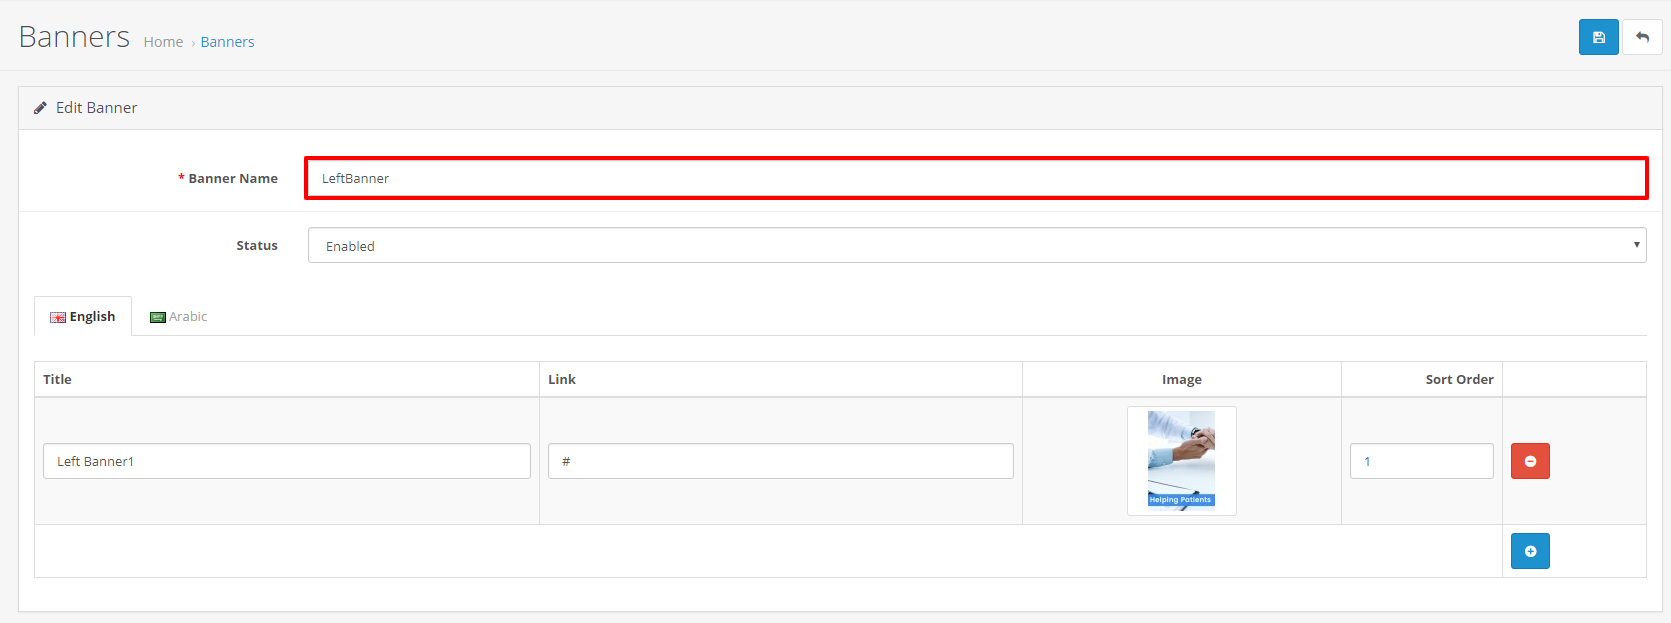 Banners Home › Banners
Edit Banner
* Banner Name LeftBanner
Status Enabled
English Arabic
Title Link Image Sort Order
Left Banner1 # 1
Helping Patients